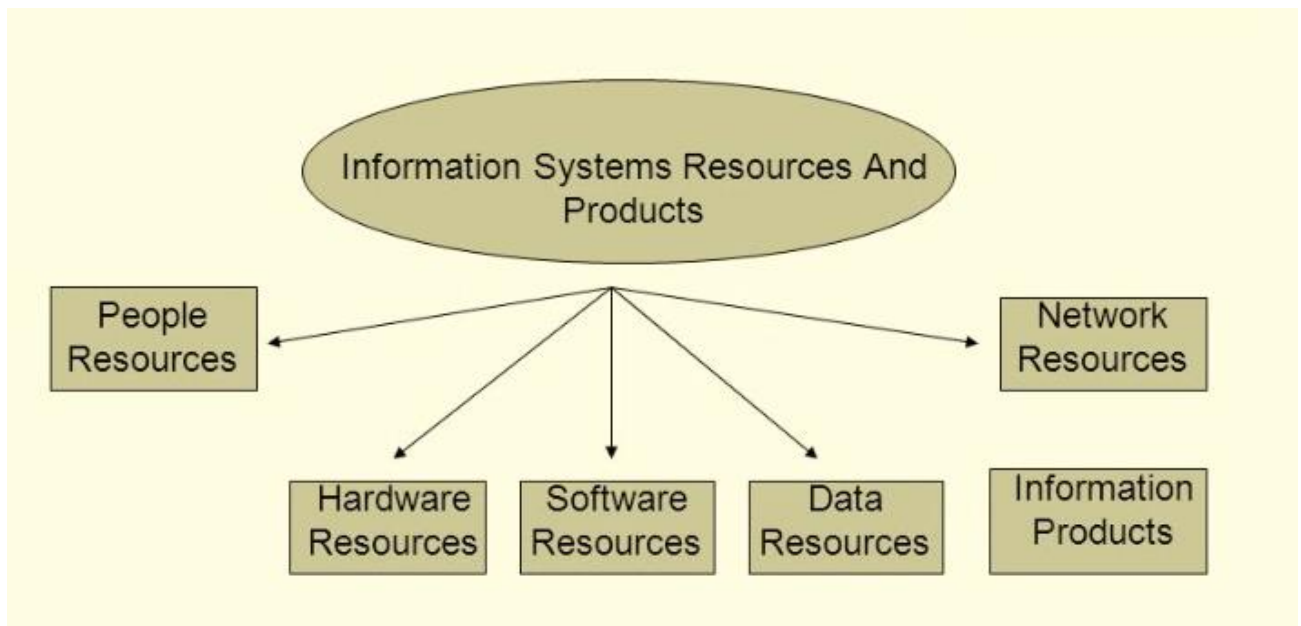 Information Systems Resources And
Products
People
Resources
Network
Resources
Hardware
Resources
Software
Resources
Data
Resources
Information
Products